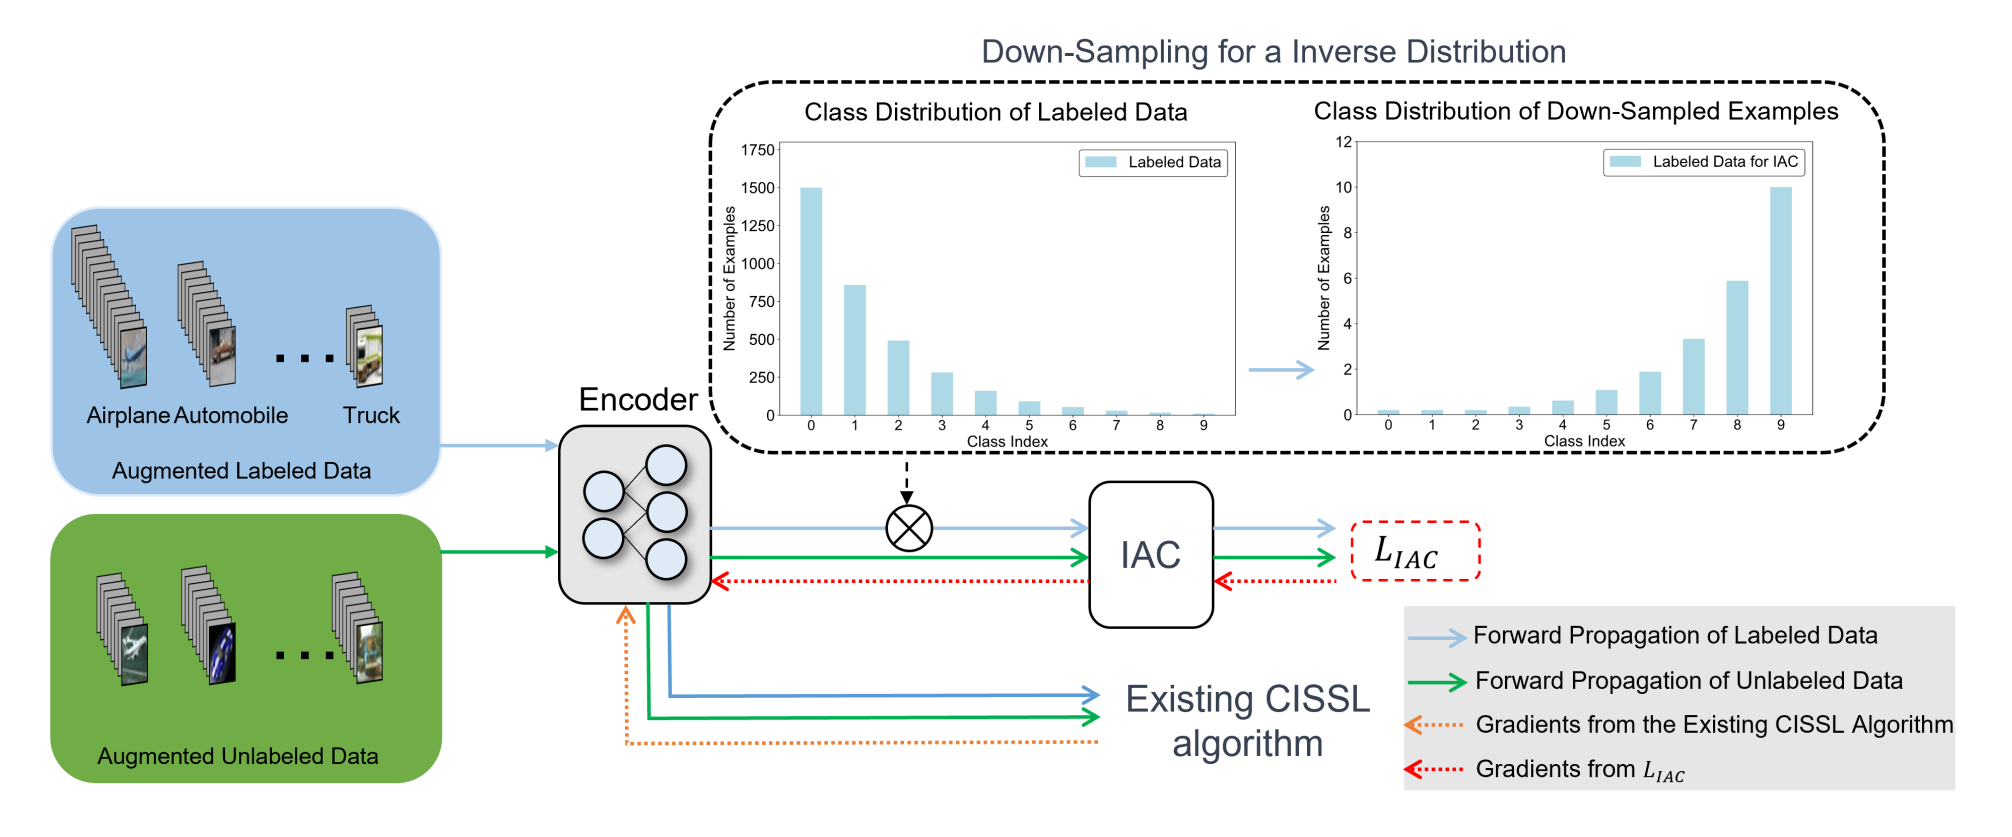 Down-Sampling for a Inverse Distribution
Class Distribution of Labeled Data
1750
1500
1250
1000
750
500
250
0
Number of Examples
Labeled Data
0 1 2 3 4 5 6 7 8 9
Class Index
Class Distribution of Down-Sampled Examples
12
10
8
6
4
2
0
Number of Examples
Labeled Data for IAC
0 1 2 3 4 5 6 7 8 9
Class Index
Airplane Automobile Truck
Augmented Labeled Data
Encoder
IAC
L_{IAC}
Augmented Unlabeled Data
Existing CISSL
algorithm
Forward Propagation of Labeled Data
Forward Propagation of Unlabeled Data
Gradients from the Existing CISSL Algorithm
Gradients from L_{IAC}